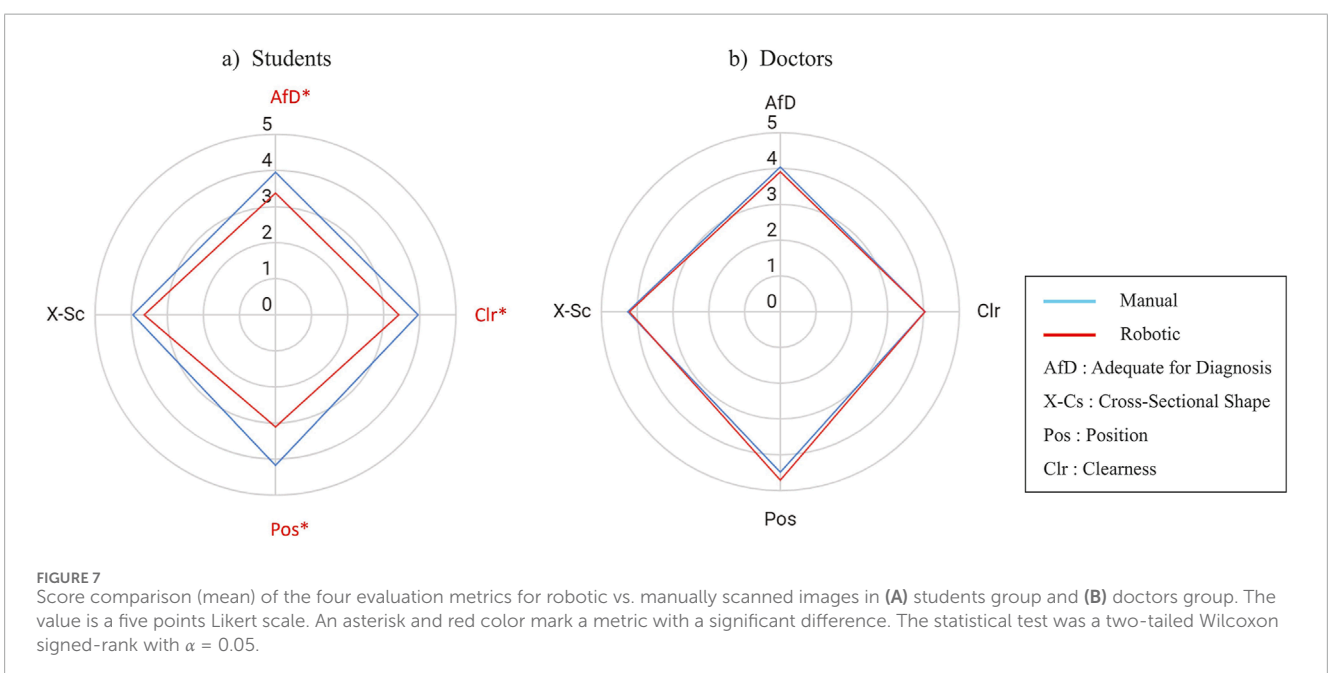 a) Students
AfD*
5
4
3
2
1
0
X-Sc
Clr*
Pos*
b) Doctors
AfD
5
4
3
2
1
0
X-Sc
Clr
Pos
Manual
Robotic
AfD : Adequate for Diagnosis
X-Cs : Cross-Sectional Shape
Pos : Position
Clr : Clearness
FIGURE 7
Score comparison (mean) of the four evaluation metrics for robotic vs. manually scanned images in (A) students group and (B) doctors group. The
value is a five points Likert scale. An asterisk and red color mark a metric with a significant difference. The statistical test was a two-tailed Wilcoxon
signed-rank with α = 0.05.